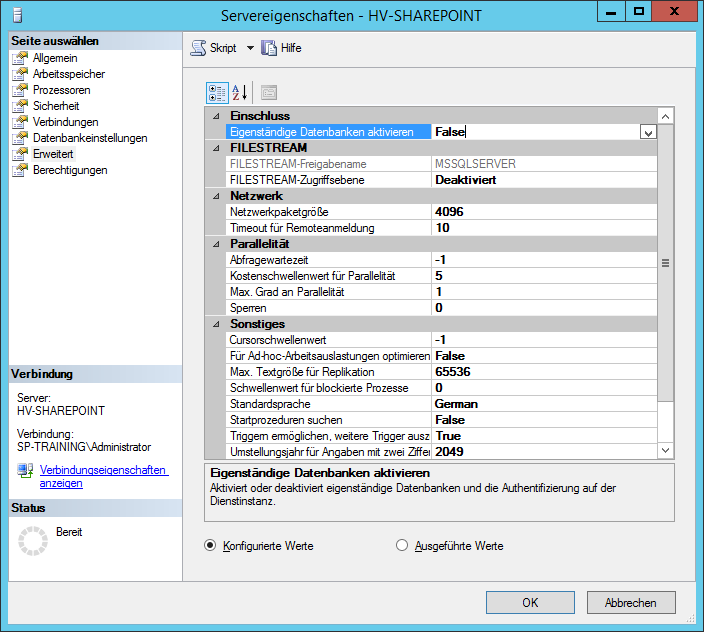 Servereigenschaften - HV-SHAREPOINT
Seite auswählen
Allgemein
Arbeitsspeicher
Prozessoren
Sicherheit
Verbindungen
Datenbankeinstellungen
Erweitert
Berechtigungen
Verbindung
Server:
HV-SHAREPOINT
Verbindung:
SP-TRAINING\Administrator
Verbindungseigenschaften
anzeigen
Status
Bereit
Skript Hilfe
Einschluss
Eigenständige Datenbanken aktivieren False
FILESTREAM
FILESTREAM-Freigabename MSSQLSERVER
FILESTREAM-Zugriffsebene Deaktiviert
Netzwerk
Netzwerkpaketgröße 4096
Timeout für Remoteanmeldung 10
Parallelität
Abfragewartezeit -1
Kostenschwellenwert für Parallelität 5
Max. Grad an Parallelität 1
Sperren 0
Sonstiges
Cursorschwellenwert -1
Für Ad-hoc-Arbeitsauslastungen optimieren False
Max. Textgröße für Replikation 65536
Schwellenwert für blockierte Prozesse 0
Standardsprache German
Startprozeduren suchen False
Triggern ermöglichen, weitere Trigger ausz True
Umstellungsjahr für Angaben mit zwei Ziffer 2049
Eigenständige Datenbanken aktivieren
Aktiviert oder deaktiviert eigenständige Datenbanken und die Authentifizierung auf der
Dienstinstanz.
Konfigurierte Werte Ausgeführte Werte
OK Abbrechen